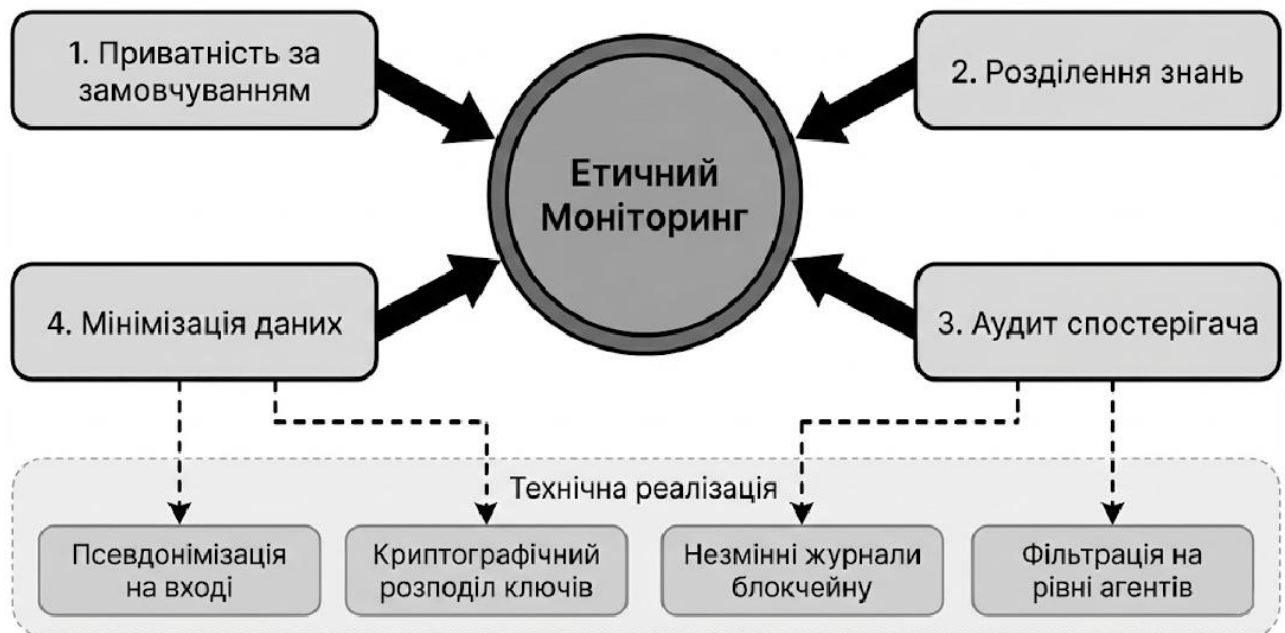 1. Приватність за
замовчуванням
2. Розділення знань
Етичний
Моніторинг
4. Мінімізація даних
3. Аудит спостерігача
Технічна реалізація
Псевдонімізація
на вході
Криптографічний
розподіл ключів
Незмінні журнали
блокчейну
Фільтрація на
рівні агентів